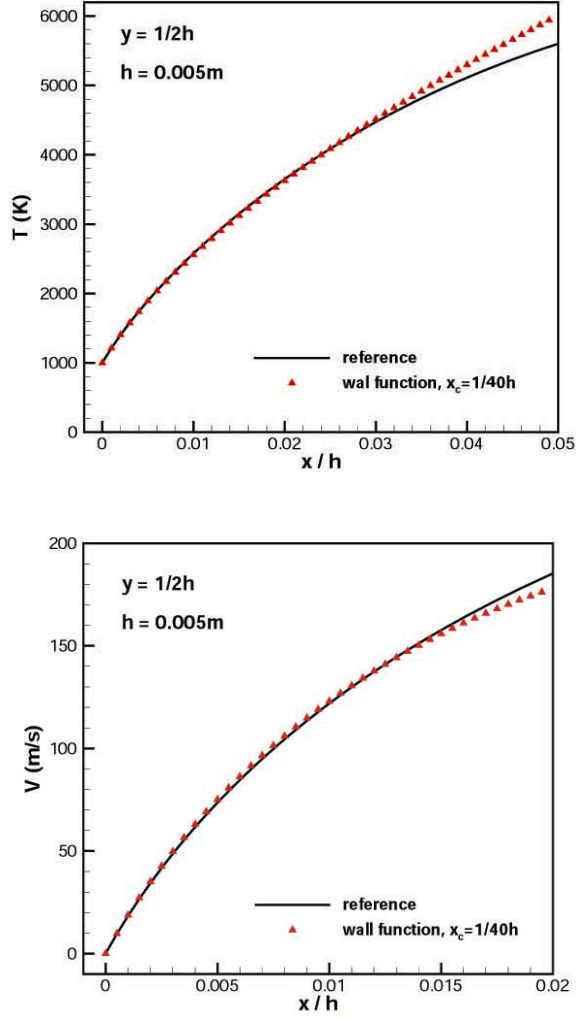 6000
y = 1/2h
h = 0.005m
5000
4000
T (K)
3000
2000
1000
reference
wal function, xc=1/40h
0
0
0.01
0.02
0.03
0.04
0.05
x / h
200
y = 1/2h
h = 0.005m
150
V (m/s)
100
50
reference
wall function, xc=1/40h
0
0
0.005
0.01
0.015
0.02
x / h